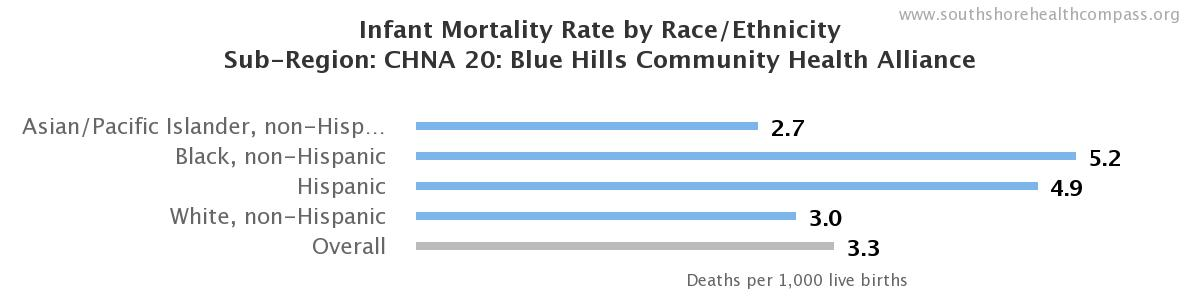 www.southshorehealthcompass.org
Infant Mortality Rate by Race/Ethnicity
Sub-Region: CHNA 20: Blue Hills Community Health Alliance
Asian/Pacific Islander, non-Hisp... 2.7
Black, non-Hispanic 5.2
Hispanic 4.9
White, non-Hispanic 3.0
Overall 3.3
Deaths per 1,000 live births